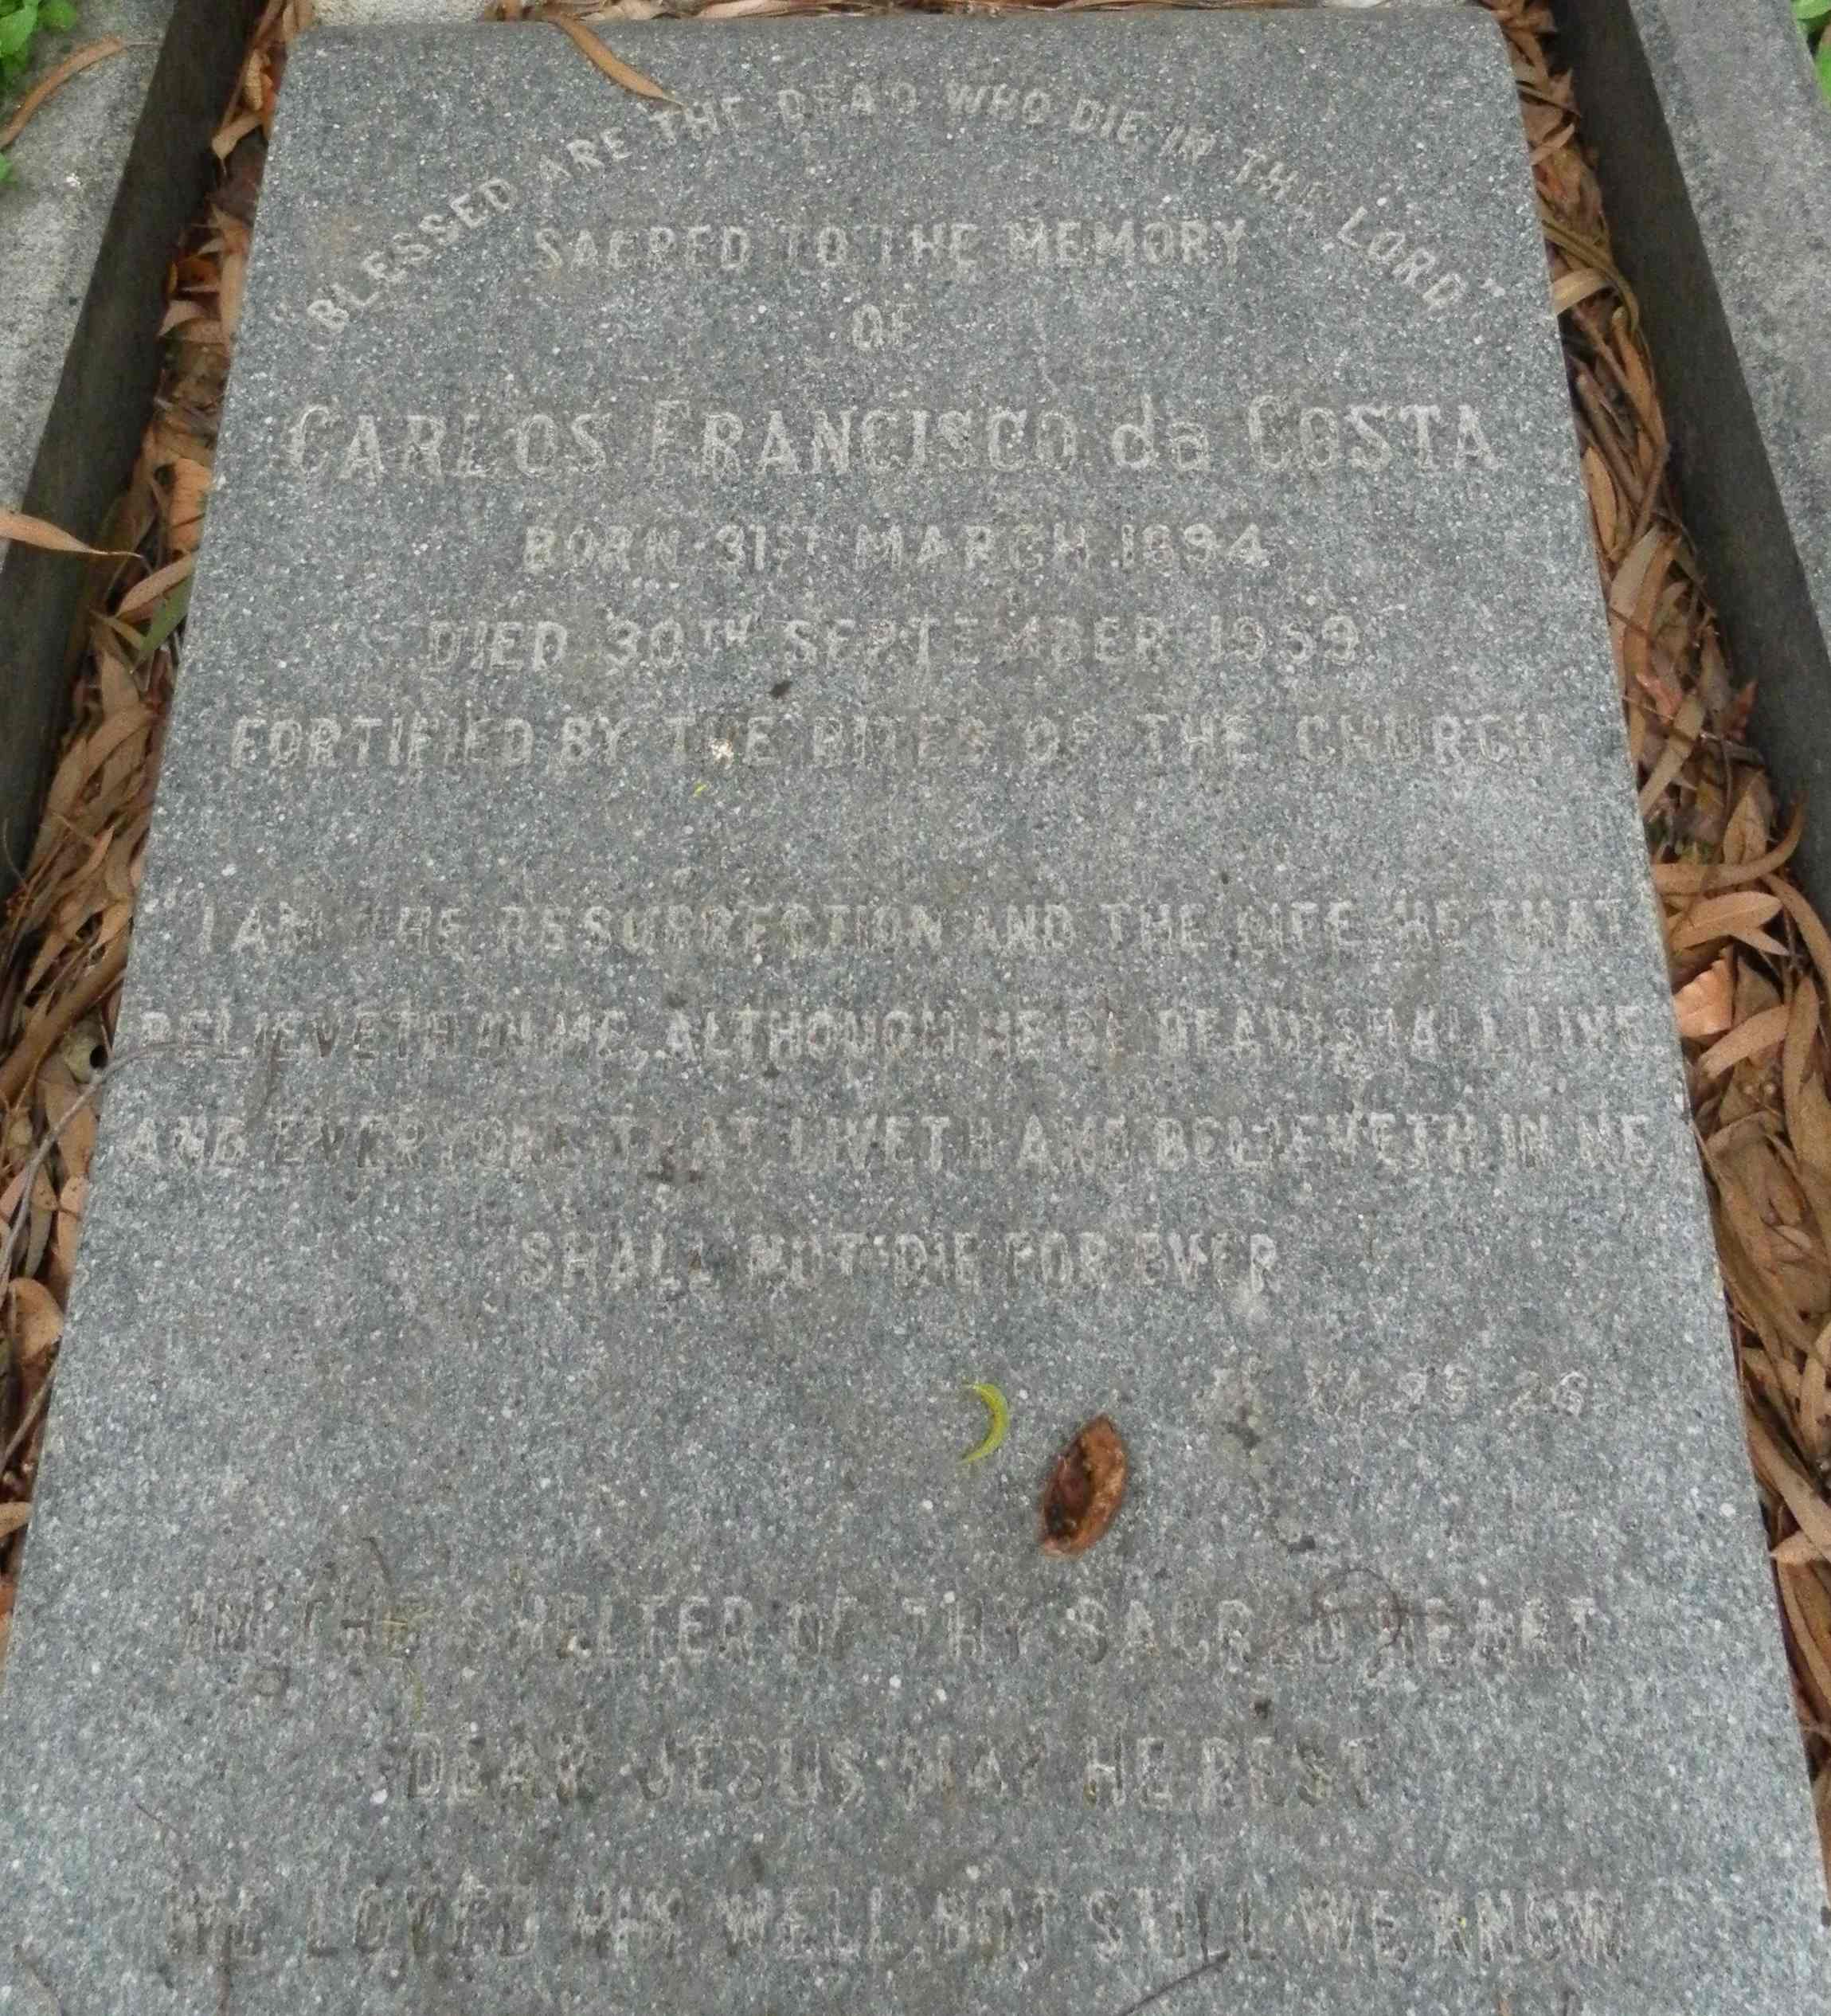 "BLESSED ARE THE DEAD WHO DIE IN THE LORD"
SACRED TO THE MEMORY
OF
CARLOS FRANCISCO da COSTA
BORN 31ST MARCH 1894
DIED 30TH SEPTEMBER 1959
FORTIFIED BY THE RITES OF THE CHURCH
"I AM THE RESURRECTION AND THE LIFE HE THAT
BELIEVETH IN ME, ALTHOUGH HE BE DEAD, SHALL LIVE
AND EVERYONE THAT LIVETH AND BELIEVETH IN ME
SHALL NOT DIE FOR EVER
XI 25 26
IN THE SHELTER OF THY SACRED HEART
DEAR JESUS MAY HE REST
WE LOVED HIM WELL, BUT STILL WE KNOW